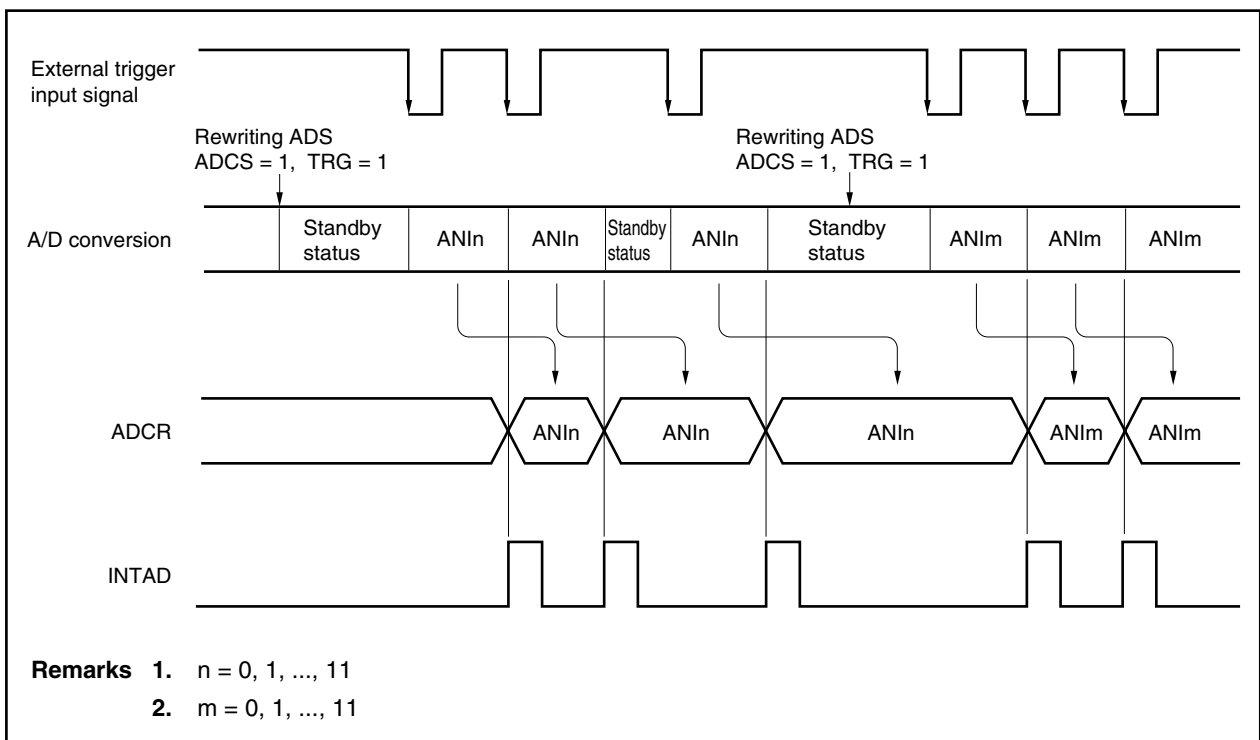 External trigger
input signal
Rewriting ADS
ADCS = 1, TRG = 1
Rewriting ADS
ADCS = 1, TRG = 1
A/D conversion
Standby
status
ANIn
ANIn
Standby
status
ANIn
Standby
status
ANIm
ANIm
ANIm
ADCR
ANIn
ANIn
ANIn
ANIm
ANIm
INTAD
Remarks 1. n = 0, 1, ..., 11
2. m = 0, 1, ..., 11